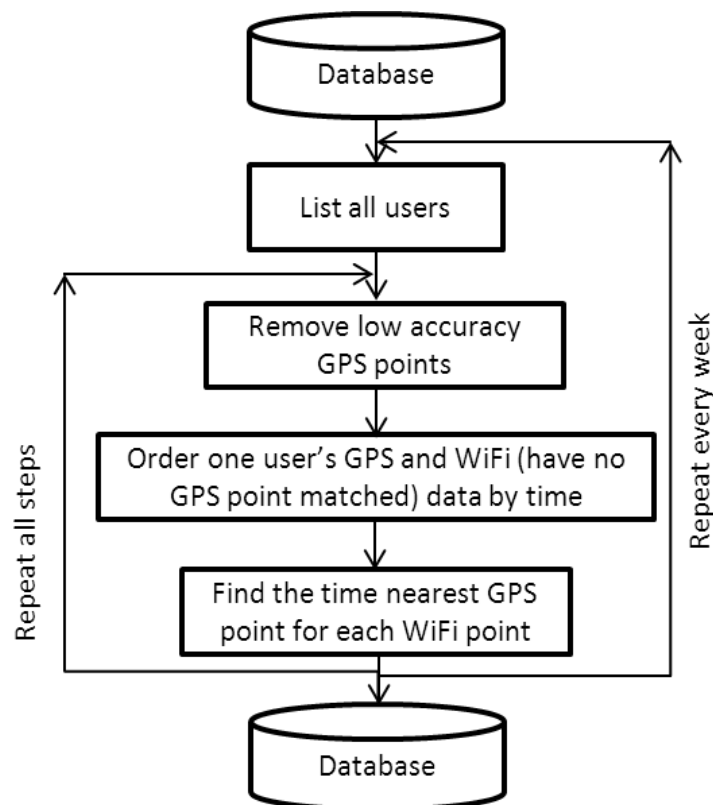 Database
List all users
Remove low accuracy
GPS points
Order one user's GPS and WiFi (have no
GPS point matched) data by time
Find the time nearest GPS
point for each WiFi point
Database
Repeat all steps
Repeat every week